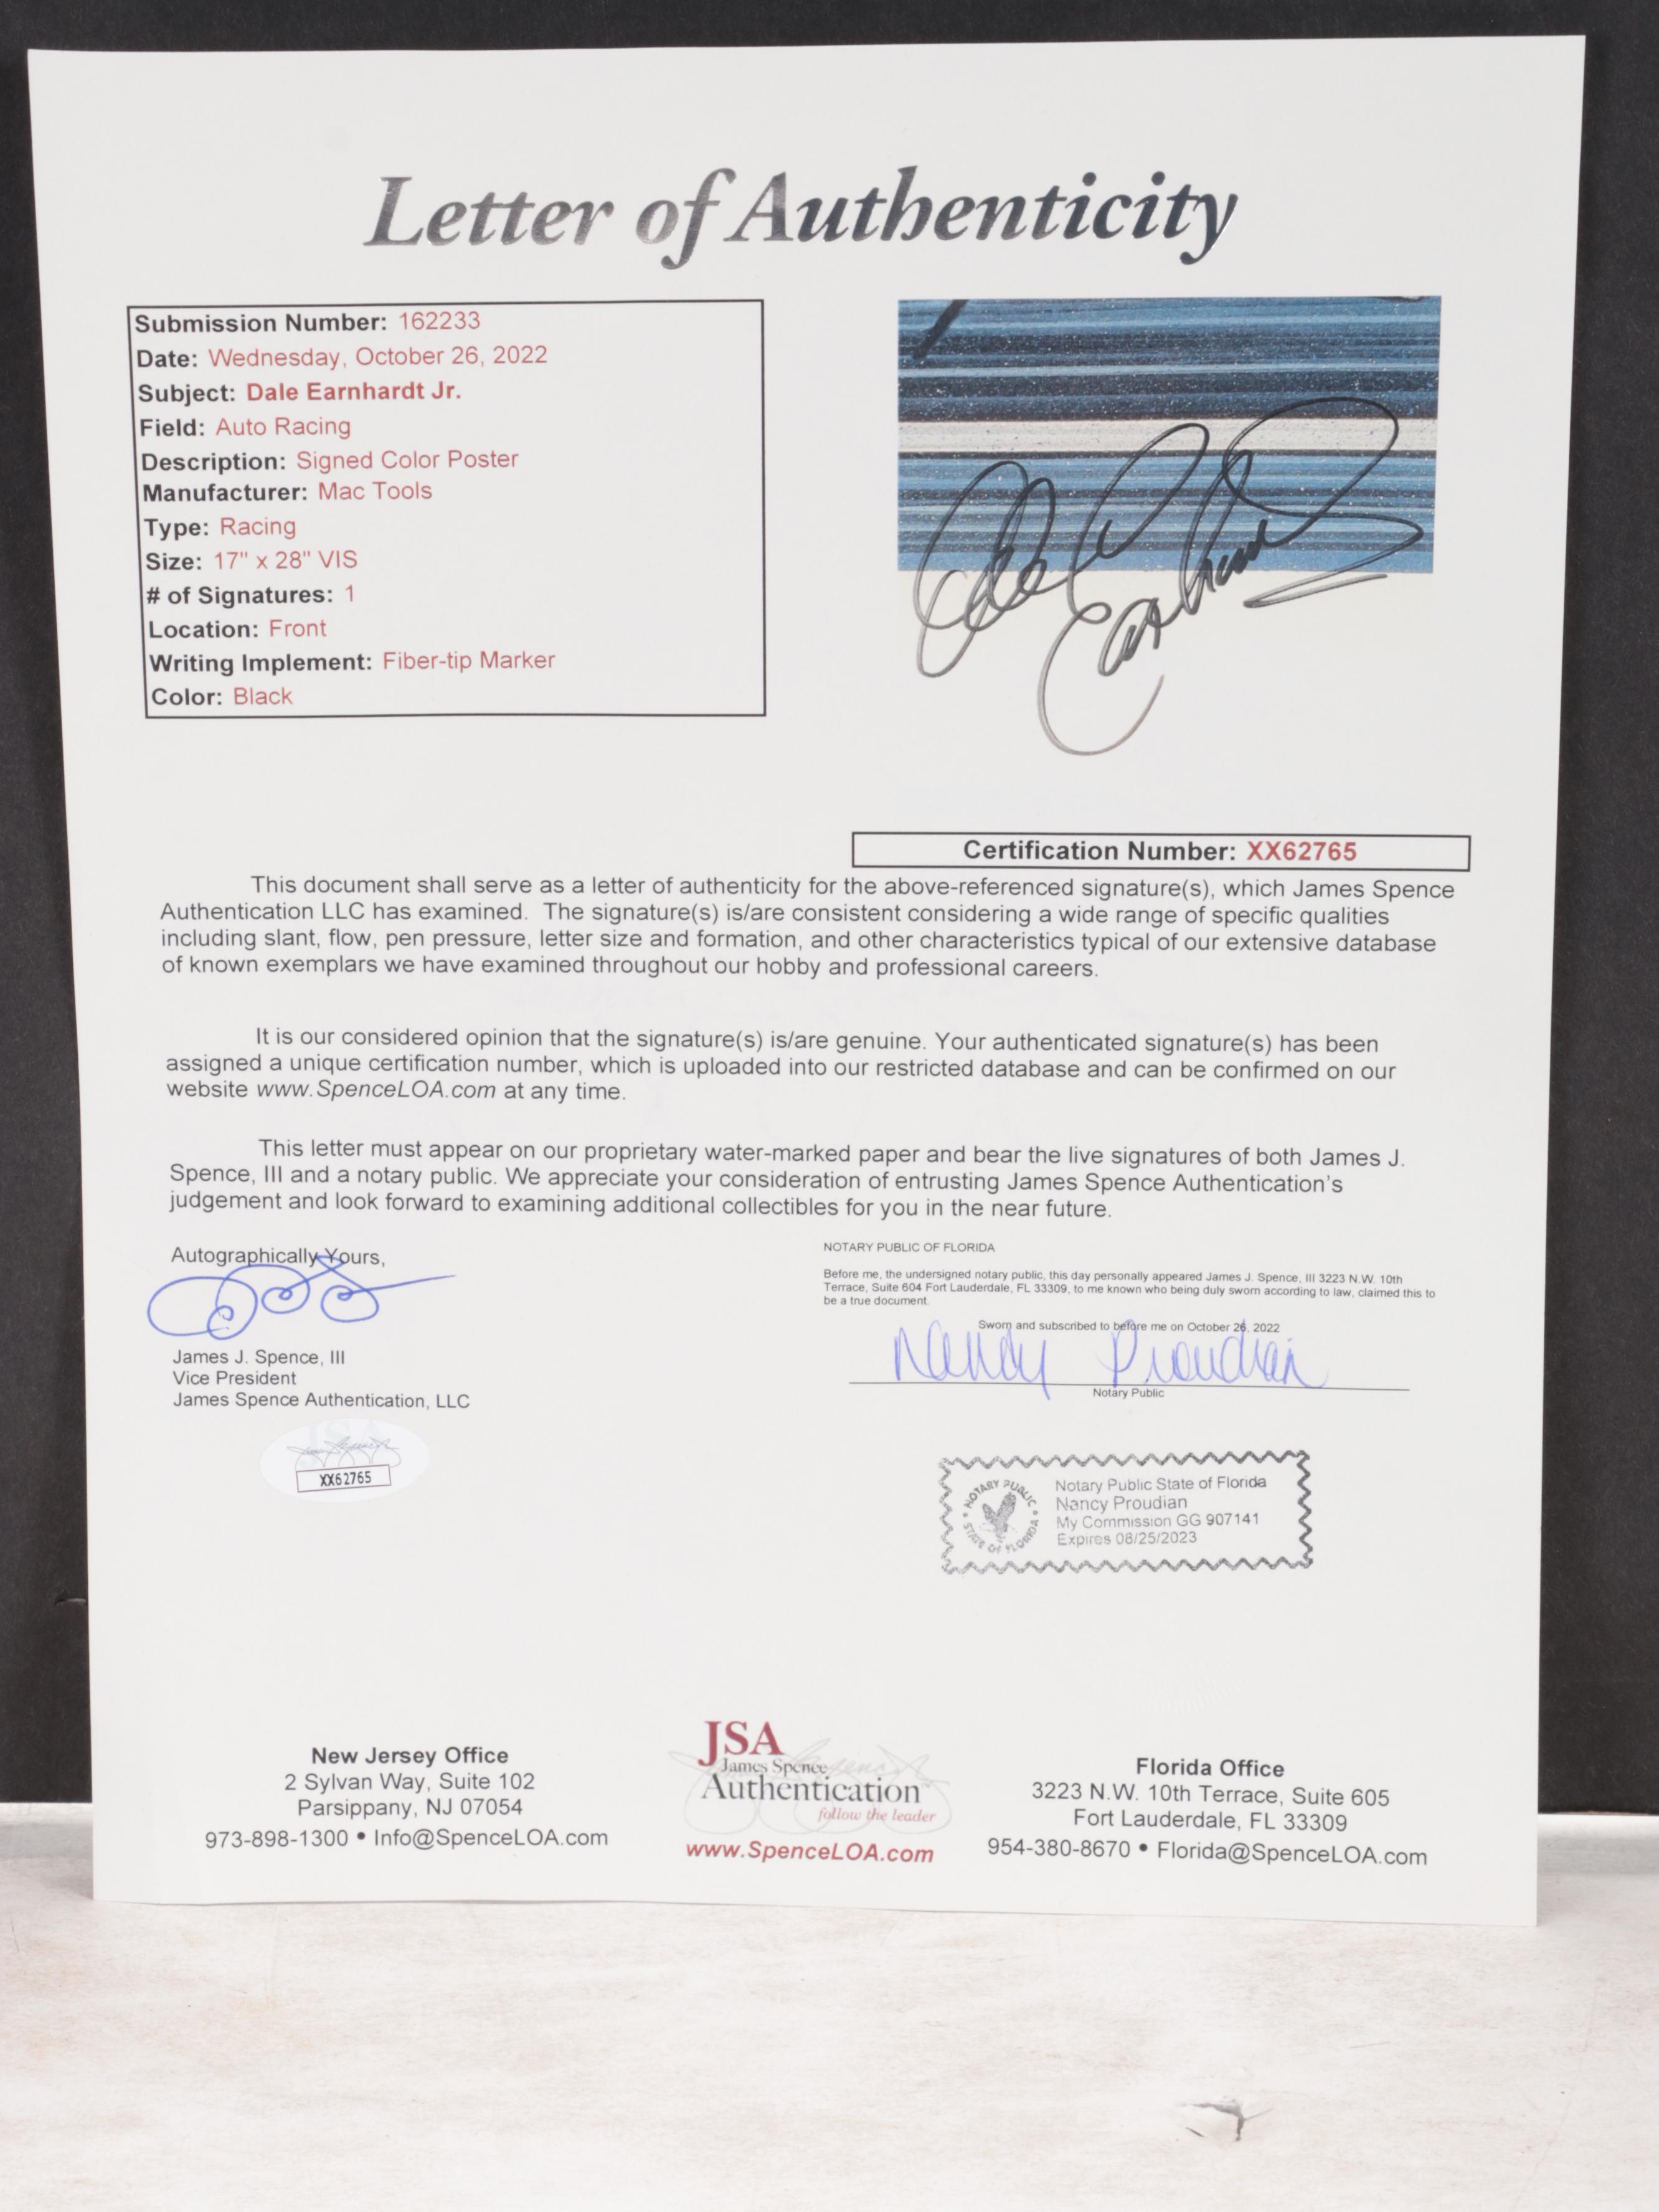 Letter of Authenticity
Submission Number: 162233
Date: Wednesday, October 26, 2022
Subject: Dale Earnhardt Jr.
Field: Auto Racing
Description: Signed Color Poster
Manufacturer: Mac Tools
Type: Racing
Size: 17" x 28" VIS
# of Signatures: 1
Location: Front
Writing Implement: Fiber-tip Marker
Color: Black
Dale Earnhardt
Certification Number: XX62765
This document shall serve as a letter of authenticity for the above-referenced signature(s), which James Spence
Authentication LLC has examined. The signature(s) is/are consistent considering a wide range of specific qualities
including slant, flow, pen pressure, letter size and formation, and other characteristics typical of our extensive database
of known exemplars we have examined throughout our hobby and professional careers.
It is our considered opinion that the signature(s) is/are genuine. Your authenticated signature(s) has been
assigned a unique certification number, which is uploaded into our restricted database and can be confirmed on our
website www.SpenceLOA.com at any time.
This letter must appear on our proprietary water-marked paper and bear the live signatures of both James J.
Spence, III and a notary public. We appreciate your consideration of entrusting James Spence Authentication's
judgement and look forward to examining additional collectibles for you in the near future.
Autographically Yours,
James J. Spence, III
Vice President
James Spence Authentication, LLC
XX62765
NOTARY PUBLIC OF FLORIDA
Before me, the undersigned notary public, this day personally appeared James J. Spence, III 3223 N.W. 10th
Terrace, Suite 604 Fort Lauderdale, FL 33309, to me known who being duly sworn according to law, claimed this to
be a true document.
Sworn and subscribed to before me on October 26, 2022
Nancy Proudian
Notary Public
NOTARY PUBLIC
STATE OF FLORIDA
Notary Public State of Florida
Nancy Proudian
My Commission GG 907141
Expires 08/25/2023
New Jersey Office
2 Sylvan Way, Suite 102
Parsippany, NJ 07054
973-898-1300 • Info@SpenceLOA.com
JSA
James Spence
Authentication
follow the leader
www.SpenceLOA.com
Florida Office
3223 N.W. 10th Terrace, Suite 605
Fort Lauderdale, FL 33309
954-380-8670 • Florida@SpenceLOA.com